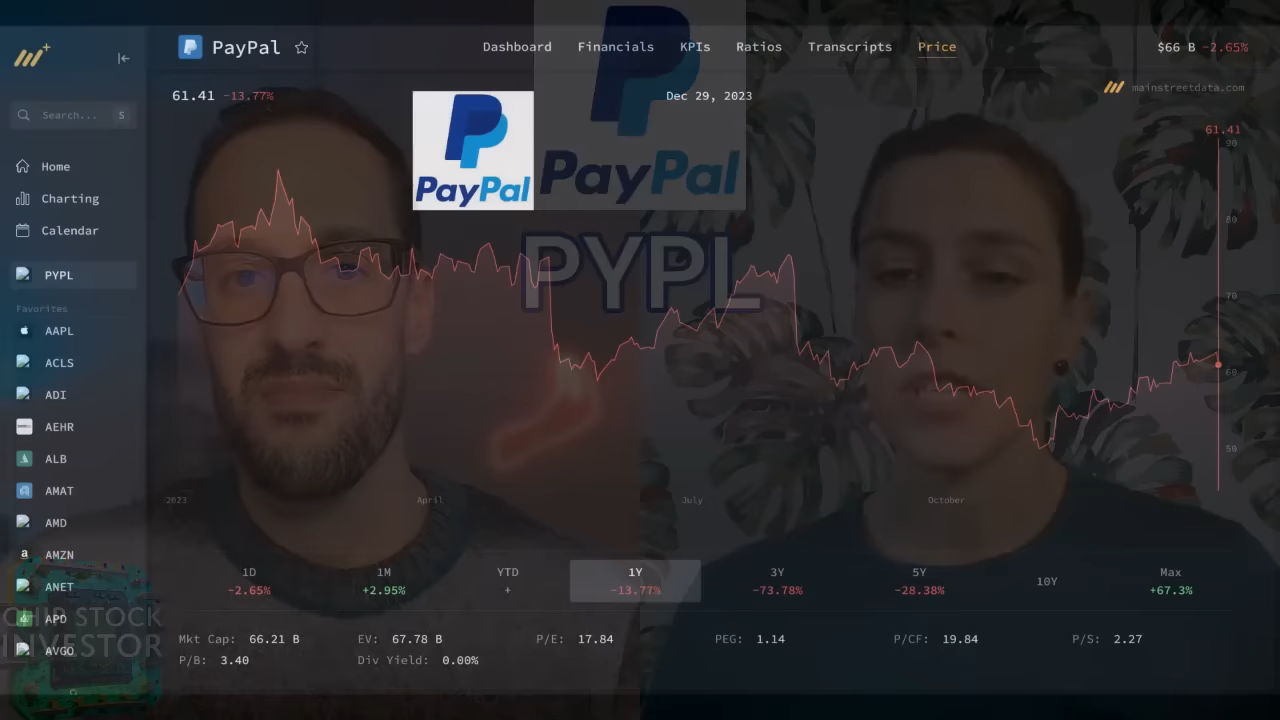 PayPal
Dashboard Financials KPIs Ratios Transcripts Price
$66 B -2.65%
61.41 -13.77%
Dec 29, 2023
mainstreetdata.com
Search... S
PayPal
PayPal
PYPL
61.41
90
80
70
60
50
Home
Charting
Calendar
PYPL
Favorites
AAPL
ACLS
ADI
AEHR
ALB
AMAT
AMD
AMZN
ANET
APD
AVGO
CHIP STOCK
INVESTOR
2023 April July October
1D 1M YTD 1Y 3Y 5Y 10Y Max
-2.65% +2.95% + -13.77% -73.78% -28.38% +67.3%
Mkt Cap: 66.21 B EV: 67.78 B P/E: 17.84 PEG: 1.14 P/CF: 19.84 P/S: 2.27
P/B: 3.40 Div Yield: 0.00%